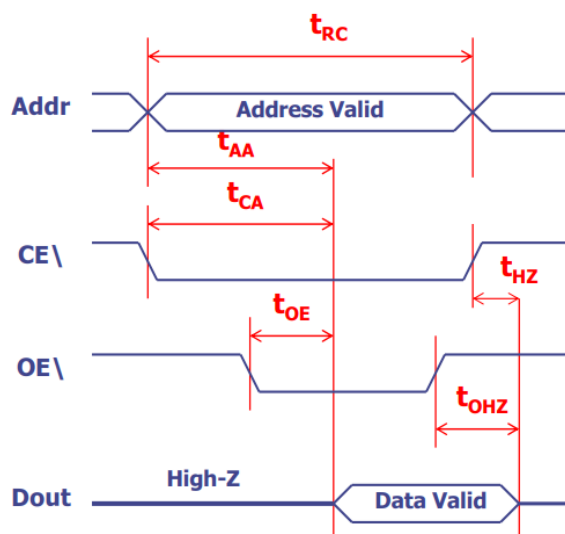 tRC
Addr
Address Valid
tAA
tCA
CE\
tHZ
tOE
OE\
tOHZ
High-Z
Dout
Data Valid